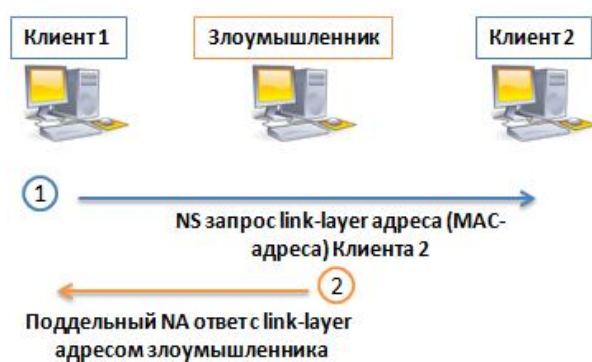 Клиент 1
Злоумышленник
Клиент 2
1
NS запрос link-layer адреса (MAC-
адреса) Клиента 2
2
Поддельный NA ответ с link-layer
адресом злоумышленника